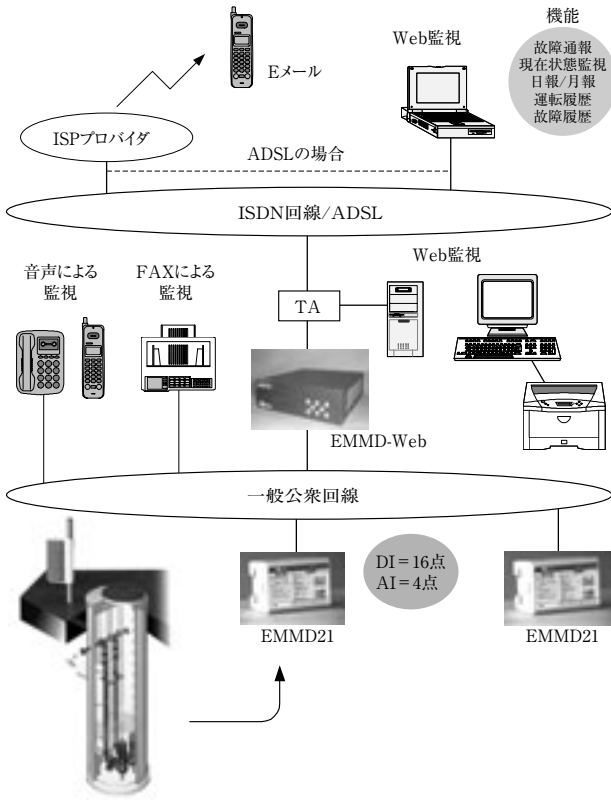 機能
Web監視
故障通報
現在状態監視
日報/月報
運転履歴
故障履歴
Eメール
ISPプロバイダ
ADSLの場合
ISDN回線/ADSL
音声による
監視
FAXによる
監視
Web監視
TA
EMMD-Web
一般公衆回線
DI=16点
AI=4点
EMMD21
EMMD21